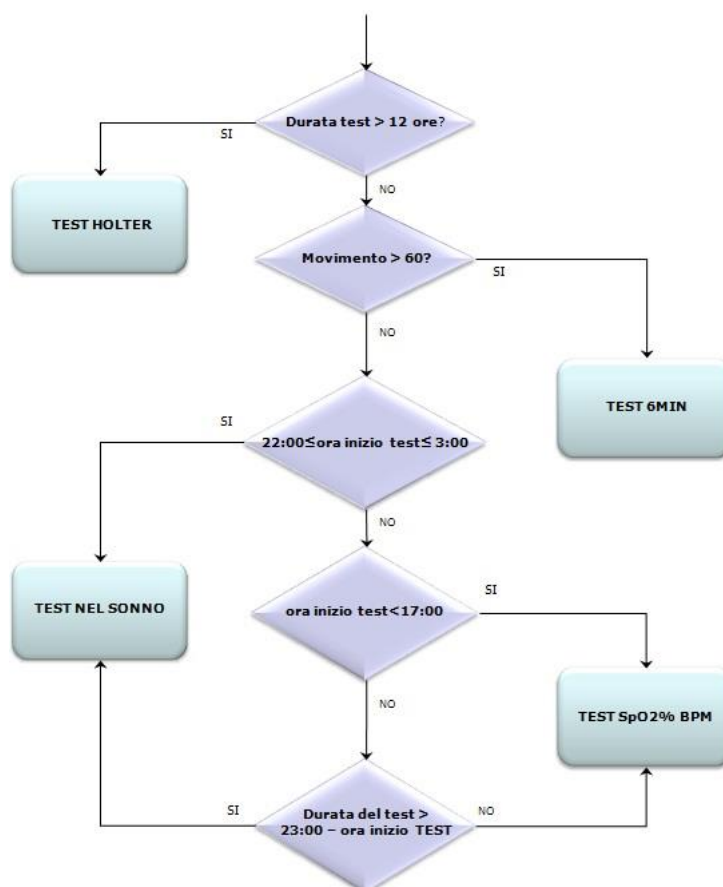 Durata test > 12 ore?
SI
NO
TEST HOLTER
Movimento > 60?
SI
NO
TEST 6MIN
SI
22:00≤ora inizio test≤ 3:00
NO
TEST NEL SONNO
ora inizio test<17:00
SI
NO
TEST SpO2% BPM
SI
Durata del test >
23:00 – ora inizio TEST
NO